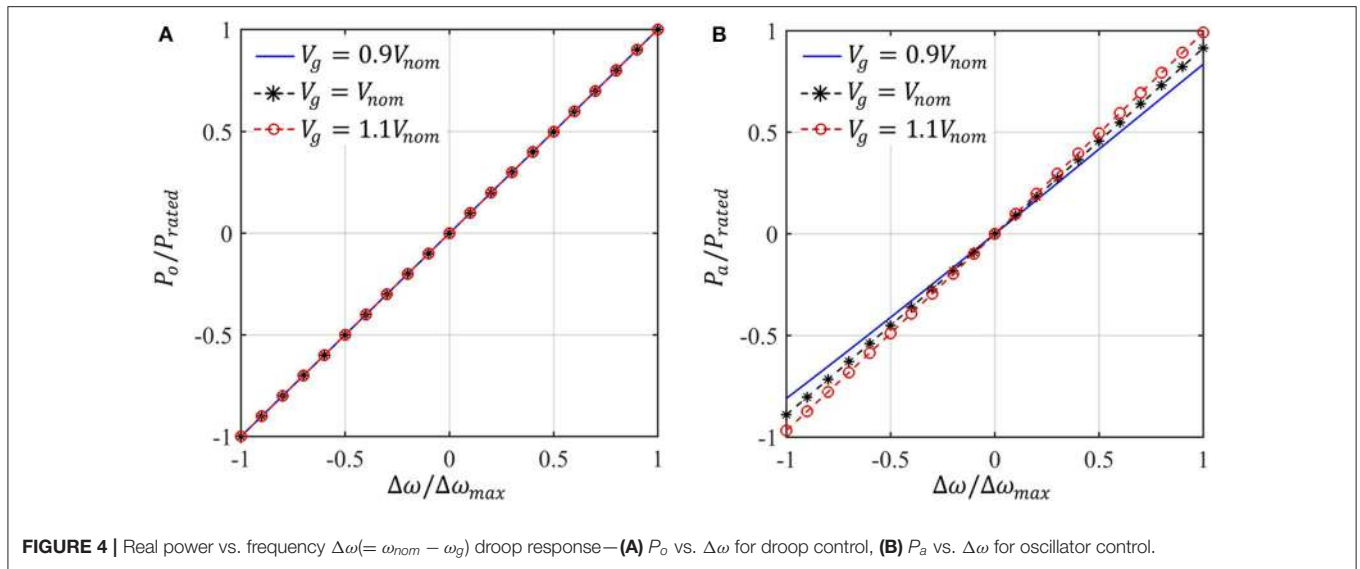 A
V_g = 0.9V_nom
V_g = V_nom
V_g = 1.1V_nom
1
0.5
0
-0.5
-1
P_o/P_rated
-1 -0.5 0 0.5 1
Δω/Δω_max
B
V_g = 0.9V_nom
V_g = V_nom
V_g = 1.1V_nom
1
0.5
0
-0.5
-1
P_a/P_rated
-1 -0.5 0 0.5 1
Δω/Δω_max
FIGURE 4 | Real power vs. frequency Δω(= ω_nom − ω_g) droop response—(A) P_o vs. Δω for droop control, (B) P_a vs. Δω for oscillator control.